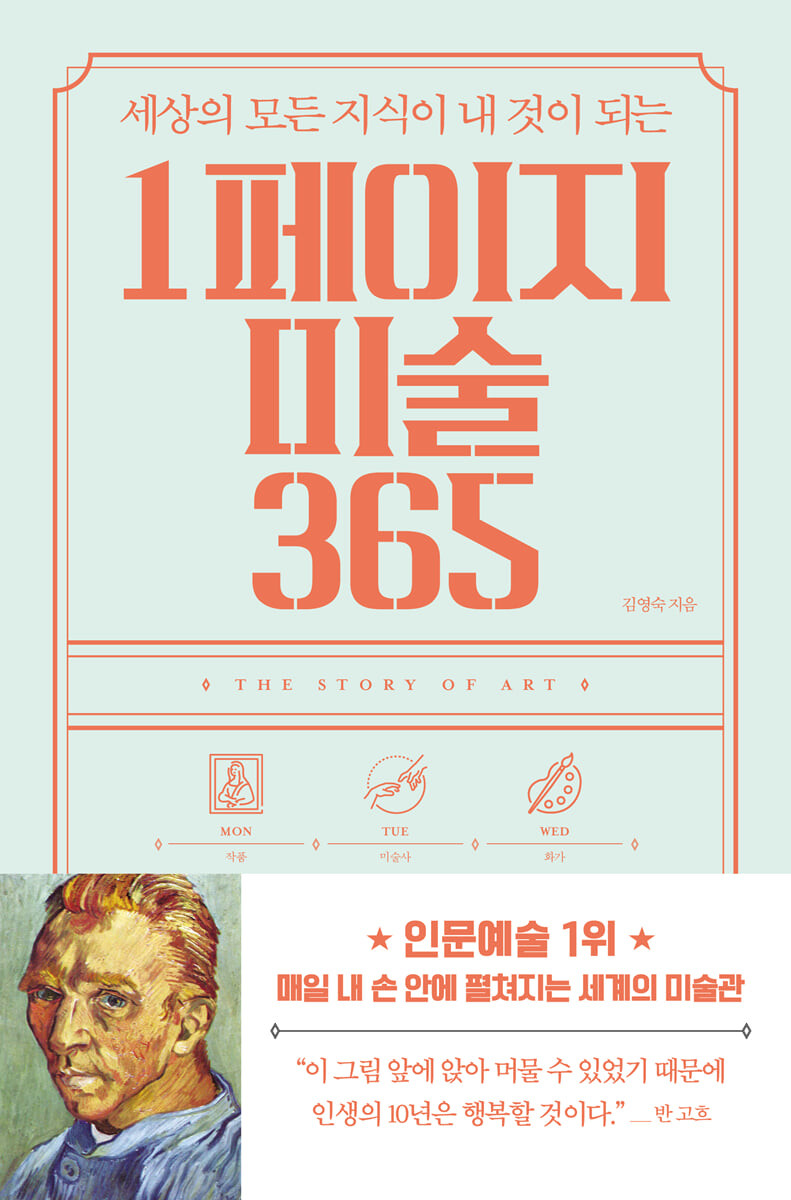 세상의 모든 지식이 내 것이 되는
1페이지
미술
365
김영숙 지음
THE STORY OF ART
MON TUE WED
작품 미술사 화가
★ 인문예술 1위 ★
매일 내 손 안에 펼쳐지는 세계의 미술관
“이 그림 앞에 앉아 머물 수 있었기 때문에
인생의 10년은 행복할 것이다.” __ 반 고흐